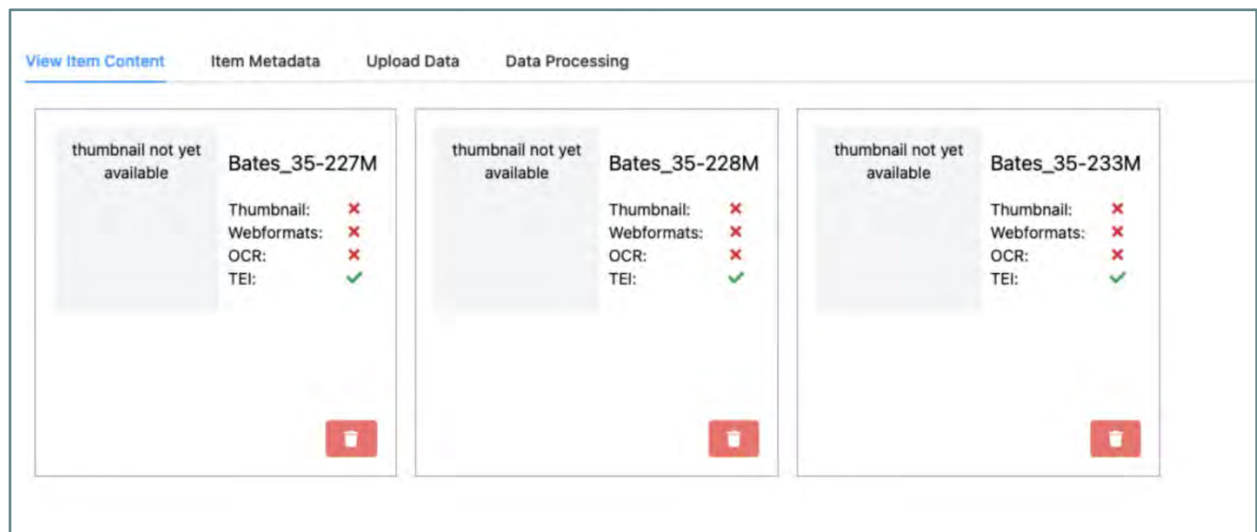 View Item Content Item Metadata Upload Data Data Processing
thumbnail not yet
available
Bates_35-227M
Thumbnail:
Webformats:
OCR:
TEI:
thumbnail not yet
available
Bates_35-228M
Thumbnail:
Webformats:
OCR:
TEI:
thumbnail not yet
available
Bates_35-233M
Thumbnail:
Webformats:
OCR:
TEI: